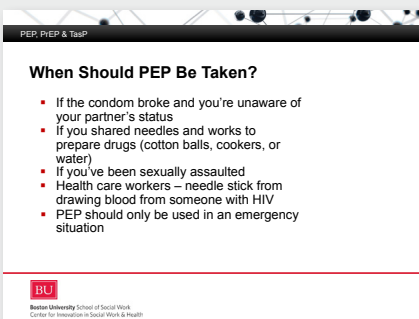 PEP, PrEP & TasP
When Should PEP Be Taken?
▪ If the condom broke and you're unaware of
your partner's status
▪ If you shared needles and works to
prepare drugs (cotton balls, cookers, or
water)
▪ If you've been sexually assaulted
▪ Health care workers – needle stick from
drawing blood from someone with HIV
▪ PEP should only be used in an emergency
situation
BU
Boston University School of Social Work
Center for Innovation in Social Work & Health